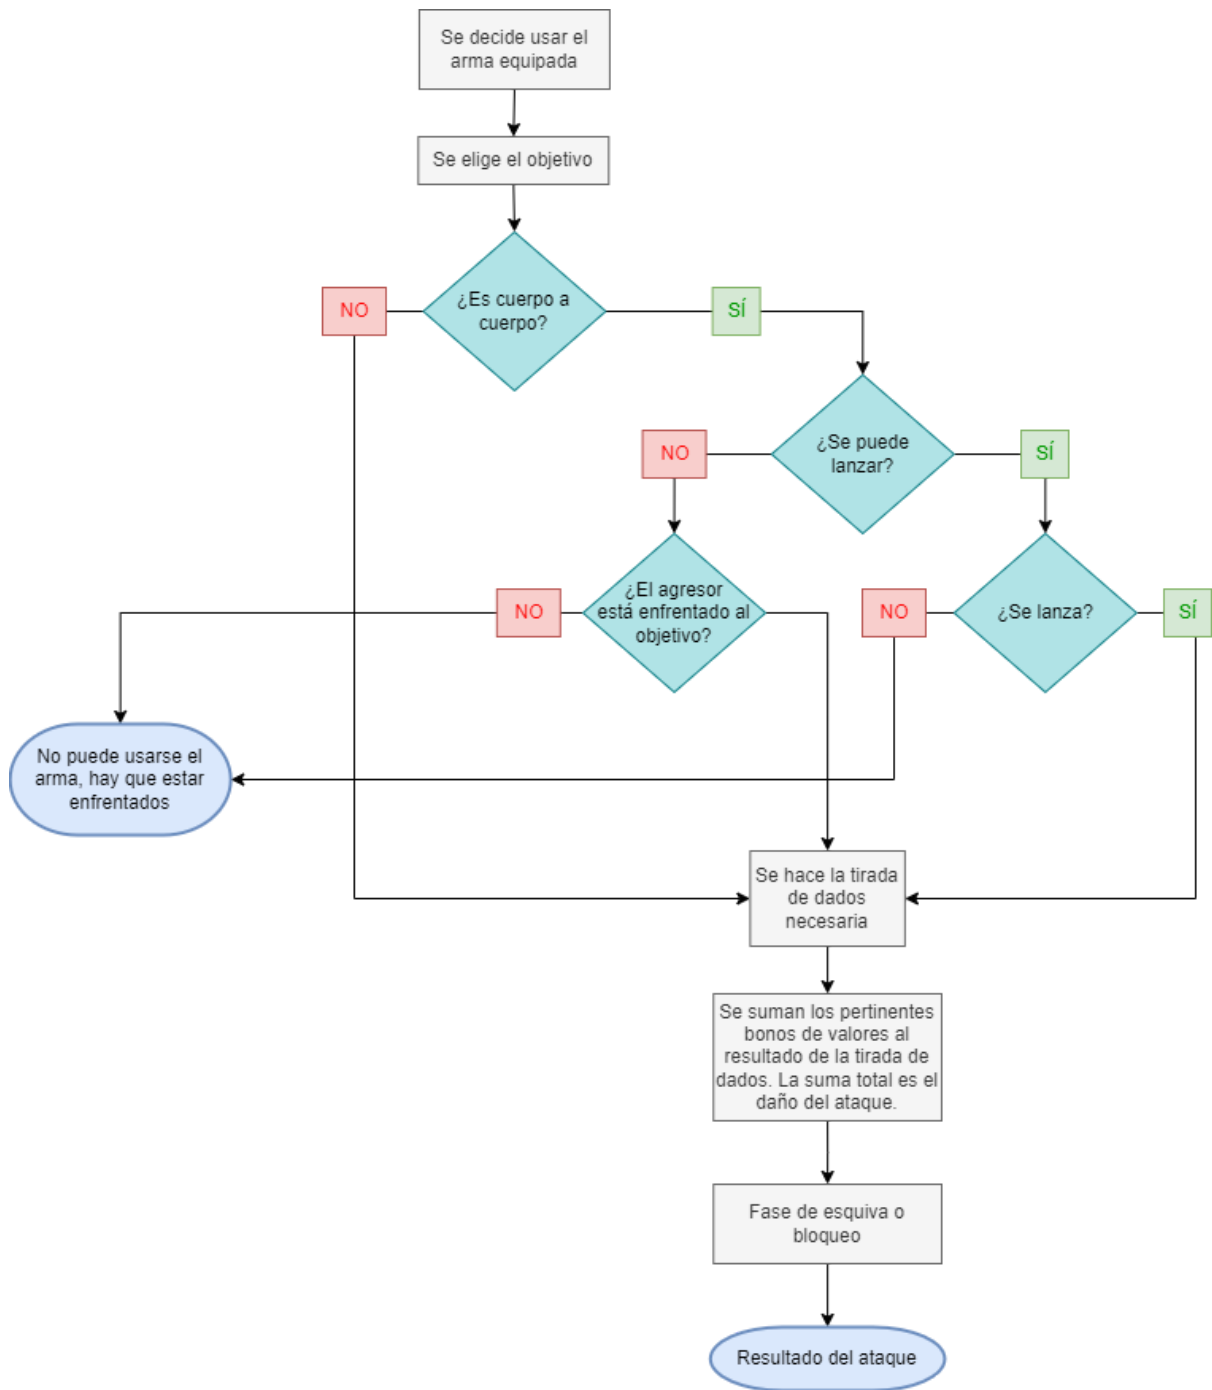 Se decide usar el
arma equipada
Se elige el objetivo
¿Es cuerpo a
cuerpo?
NO
SÍ
¿Se puede
lanzar?
NO
SÍ
¿El agresor
está enfrentado al
objetivo?
NO
¿Se lanza?
NO
SÍ
No puede usarse el
arma, hay que estar
enfrentados
Se hace la tirada
de dados
necesaria
Se suman los pertinentes
bonos de valores al
resultado de la tirada de
dados. La suma total es el
daño del ataque.
Fase de esquiva o
bloqueo
Resultado del ataque